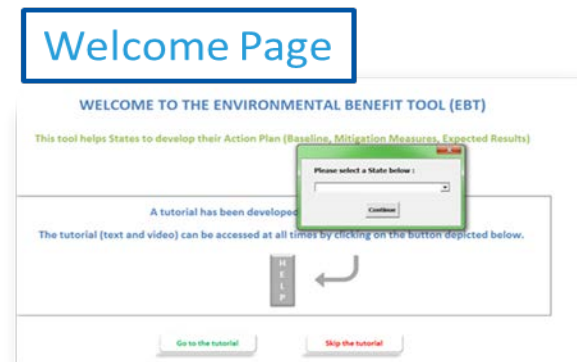 Welcome Page
WELCOME TO THE ENVIRONMENTAL BENEFIT TOOL (EBT)
This tool helps States to develop their Action Plan (Baseline, Mitigation Measures, Expected Results)
Please select a State below :
Continue
A tutorial has been developed
The tutorial (text and video) can be accessed at all times by clicking on the button depicted below.
H
E
L
P
Go to the tutorial
Skip the tutorial